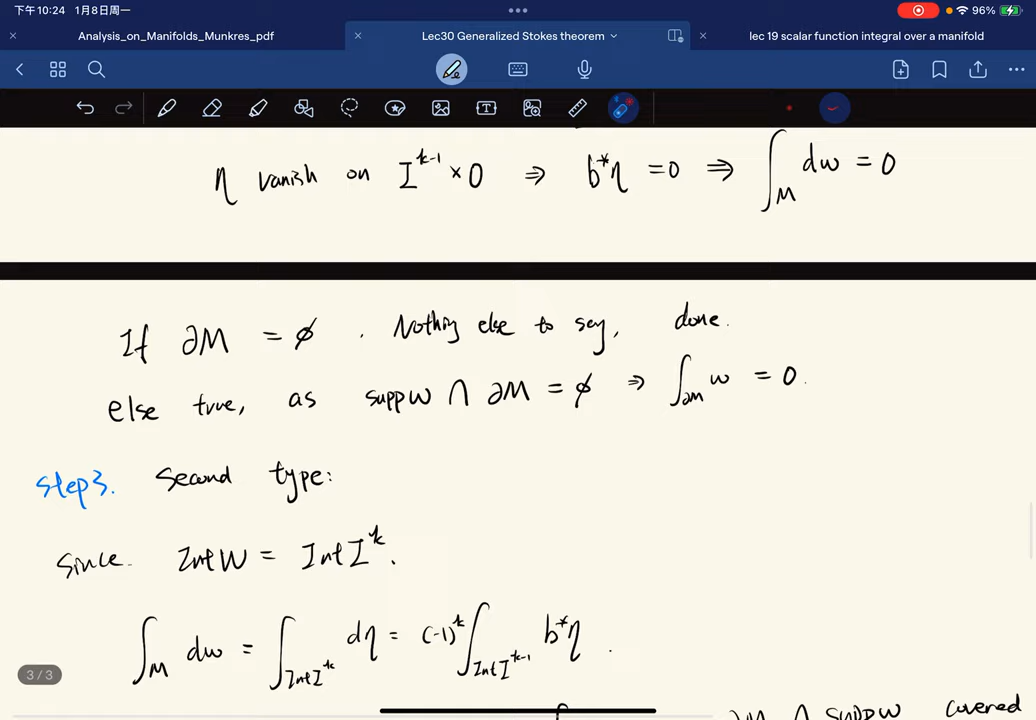 下午10:24 1月8日周一
96%
Analysis_on_Manifolds_Munkres_pdf
Lec30 Generalized Stokes theorem
lec 19 scalar function integral over a manifold
η vanish on I^{k-1} × 0 ⇒ b*η = 0 ⇒ ∫_M dw = 0
If ∂M = ∅ . Nothing else to say, done.
else true, as supp w ∩ ∂M = ∅ ⇒ ∫_{∂M} w = 0.
Step3. Second type:
Since. Int W = Int I^k.
∫_M dw = ∫_{Int I^k} dη = (-1)^k ∫_{Int I^{k-1}} b*η .
3 / 3
∂M ∩ supp w covered